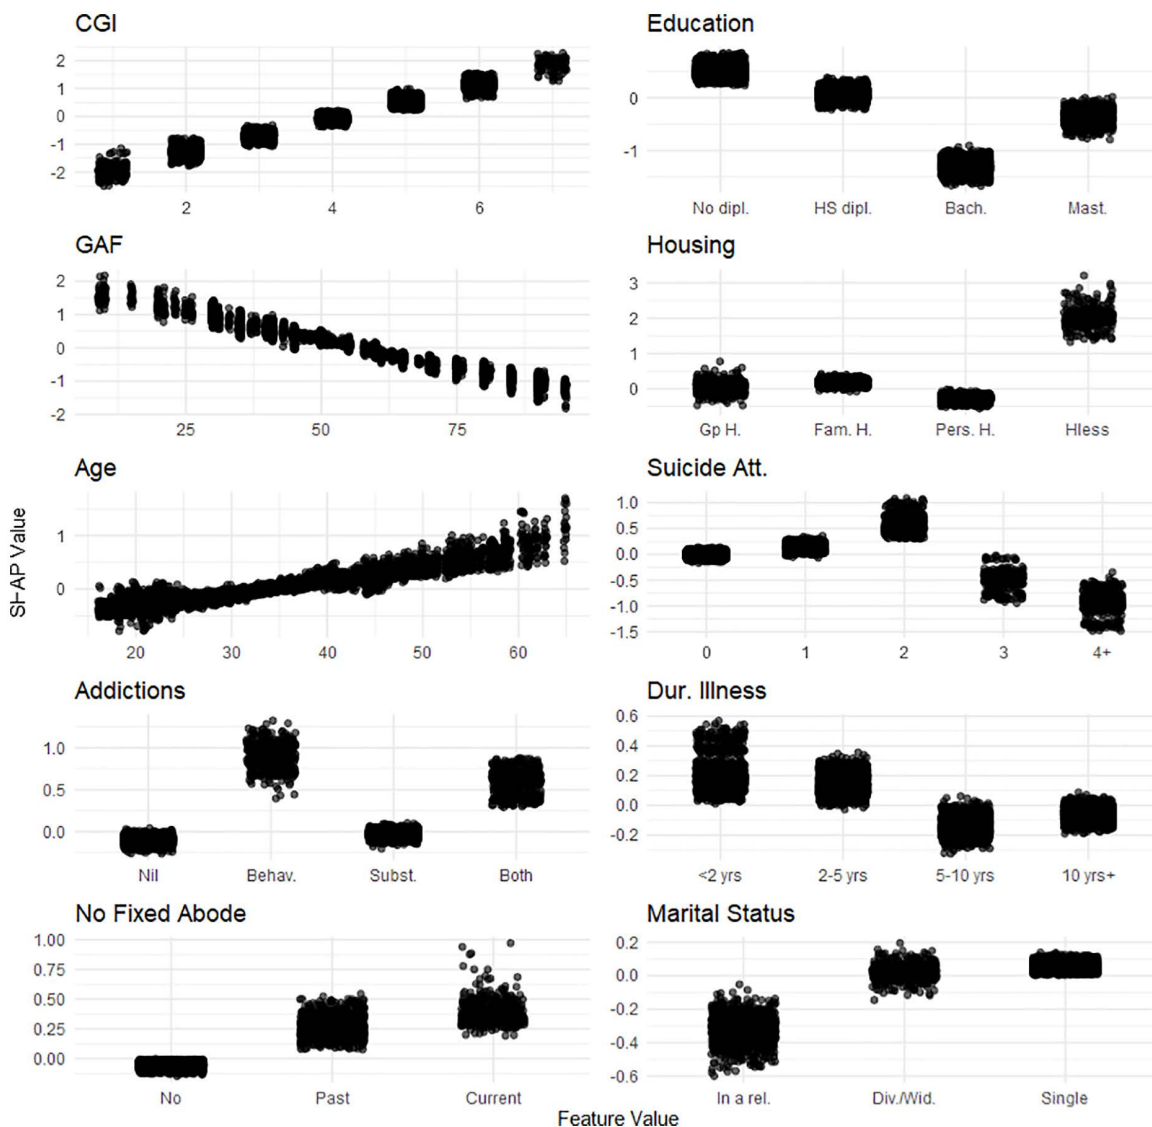 CGI
2
1
0
-1
-2
2 4 6
Education
0
-1
No dipl. HS dipl. Bach. Mast.
GAF
2
1
0
-1
-2
25 50 75
Housing
3
2
1
0
Gp H. Fam. H. Pers. H. Hless
Age
1
0
20 30 40 50 60
Suicide Att.
1.0
0.5
0.0
-0.5
-1.0
-1.5
0 1 2 3 4+
SHAP Value
Addictions
1.0
0.5
0.0
Nil Behav. Subst. Both
Dur. Illness
0.6
0.4
0.2
0.0
-0.2
<2 yrs 2-5 yrs 5-10 yrs 10 yrs+
No Fixed Abode
1.00
0.75
0.50
0.25
0.00
No Past Current
Marital Status
0.2
0.0
-0.2
-0.4
-0.6
In a rel. Div./Wid. Single
Feature Value